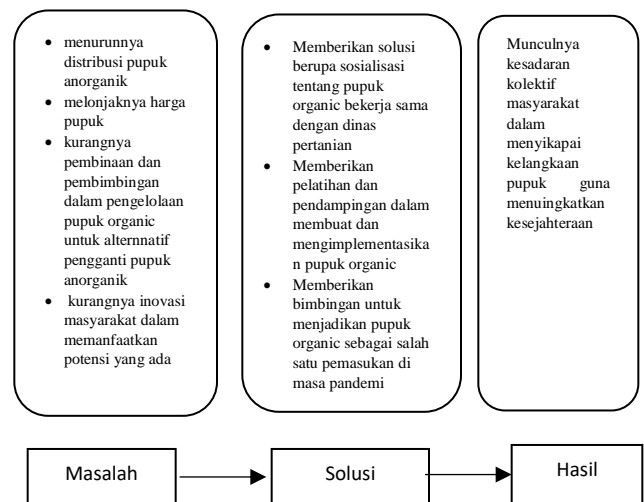 • menurunnya
distribusi pupuk
anorganik
• melonjaknya harga
pupuk
• kurangnya
pembinaan dan
pembimbingan
dalam pengelolaan
pupuk organic
untuk alternnatif
pengganti pupuk
anorganik
• kurangnya inovasi
masyarakat dalam
memanfaatkan
potensi yang ada
• Memberikan solusi
berupa sosialisasi
tentang pupuk
organic bekerja sama
dengan dinas
pertanian
• Memberikan
pelatihan dan
pendampingan dalam
membuat dan
mengimplementasika
n pupuk organic
• Memberikan
bimbingan untuk
menjadikan pupuk
organic sebagai salah
satu pemasukan di
masa pandemi
Munculnya
kesadaran
kolektif
masyarakat
dalam
menyikapai
kelangkaan
pupuk guna
menuingkatkan
kesejahteraan
Masalah
Solusi
Hasil